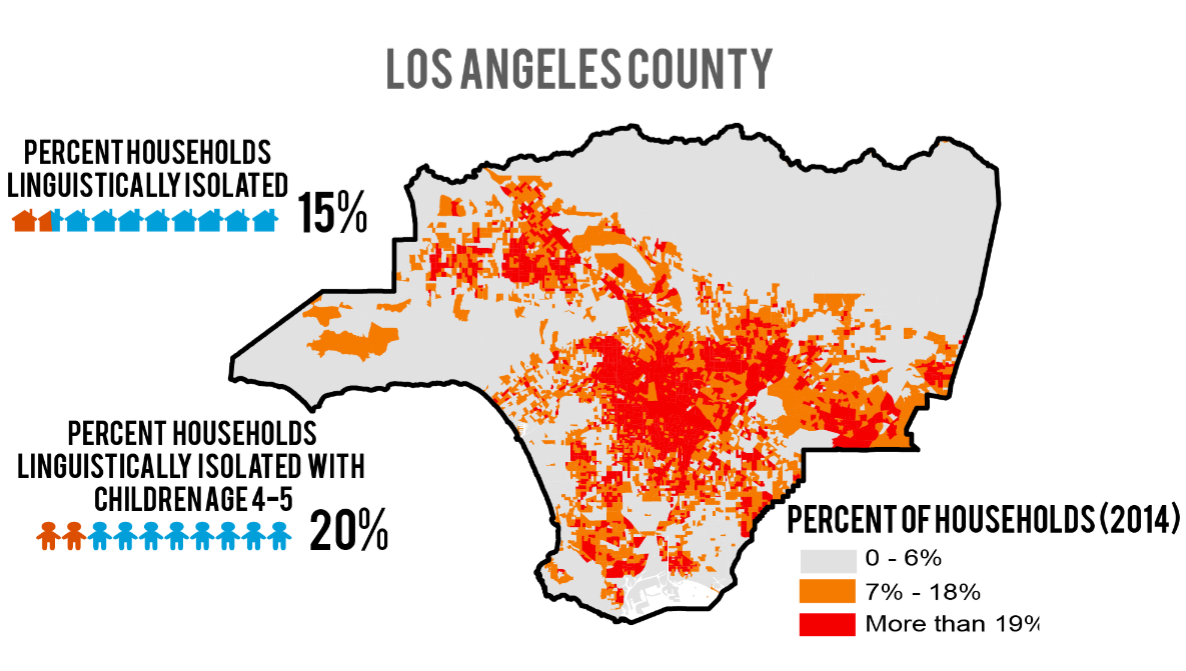 LOS ANGELES COUNTY
PERCENT HOUSEHOLDS
LINGUISTICALLY ISOLATED
15%
PERCENT HOUSEHOLDS
LINGUISTICALLY ISOLATED WITH
CHILDREN AGE 4-5
20%
PERCENT OF HOUSEHOLDS (2014)
0 - 6%
7% - 18%
More than 19%